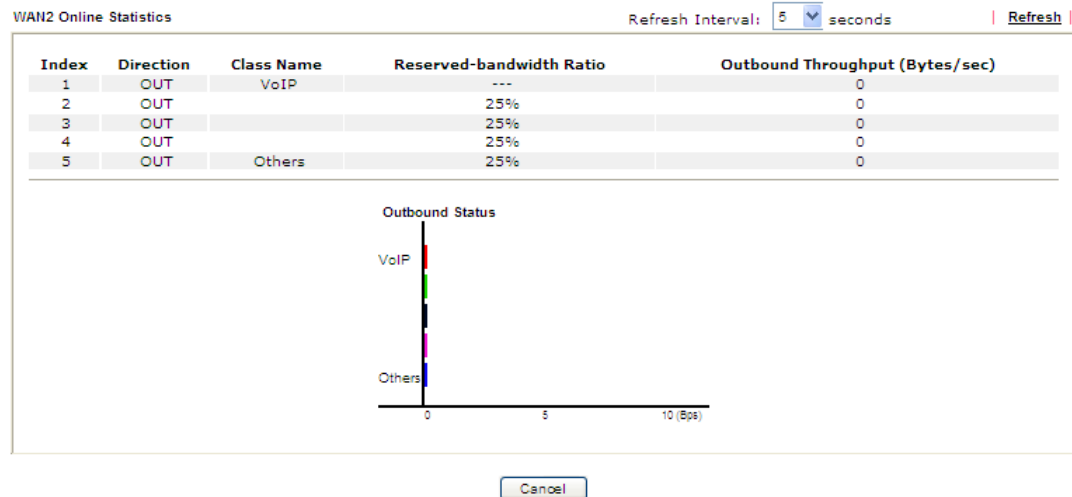 WAN2 Online Statistics Refresh Interval: 5 seconds | Refresh |
Index Direction Class Name Reserved-bandwidth Ratio Outbound Throughput (Bytes/sec)
1 OUT VoIP --- 0
2 OUT 25% 0
3 OUT 25% 0
4 OUT 25% 0
5 OUT Others 25% 0
Outbound Status
VoIP
Others
0 5 10 (Bps)
Cancel